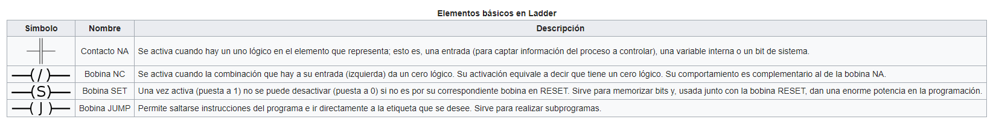 Elementos básicos en Ladder
Símbolo Nombre Descripción
Contacto NA Se activa cuando hay un uno lógico en el elemento que representa; esto es, una entrada (para captar información del proceso a controlar), una variable interna o un bit de sistema.
(/) Bobina NC Se activa cuando la combinación que hay a su entrada (izquierda) da un cero lógico. Su activación equivale a decir que tiene un cero lógico. Su comportamiento es complementario al de la bobina NA.
(S) Bobina SET Una vez activa (puesta a 1) no se puede desactivar (puesta a 0) si no es por su correspondiente bobina en RESET. Sirve para memorizar bits y, usada junto con la bobina RESET, dan una enorme potencia en la programación.
(J) Bobina JUMP Permite saltarse instrucciones del programa e ir directamente a la etiqueta que se desee. Sirve para realizar subprogramas.